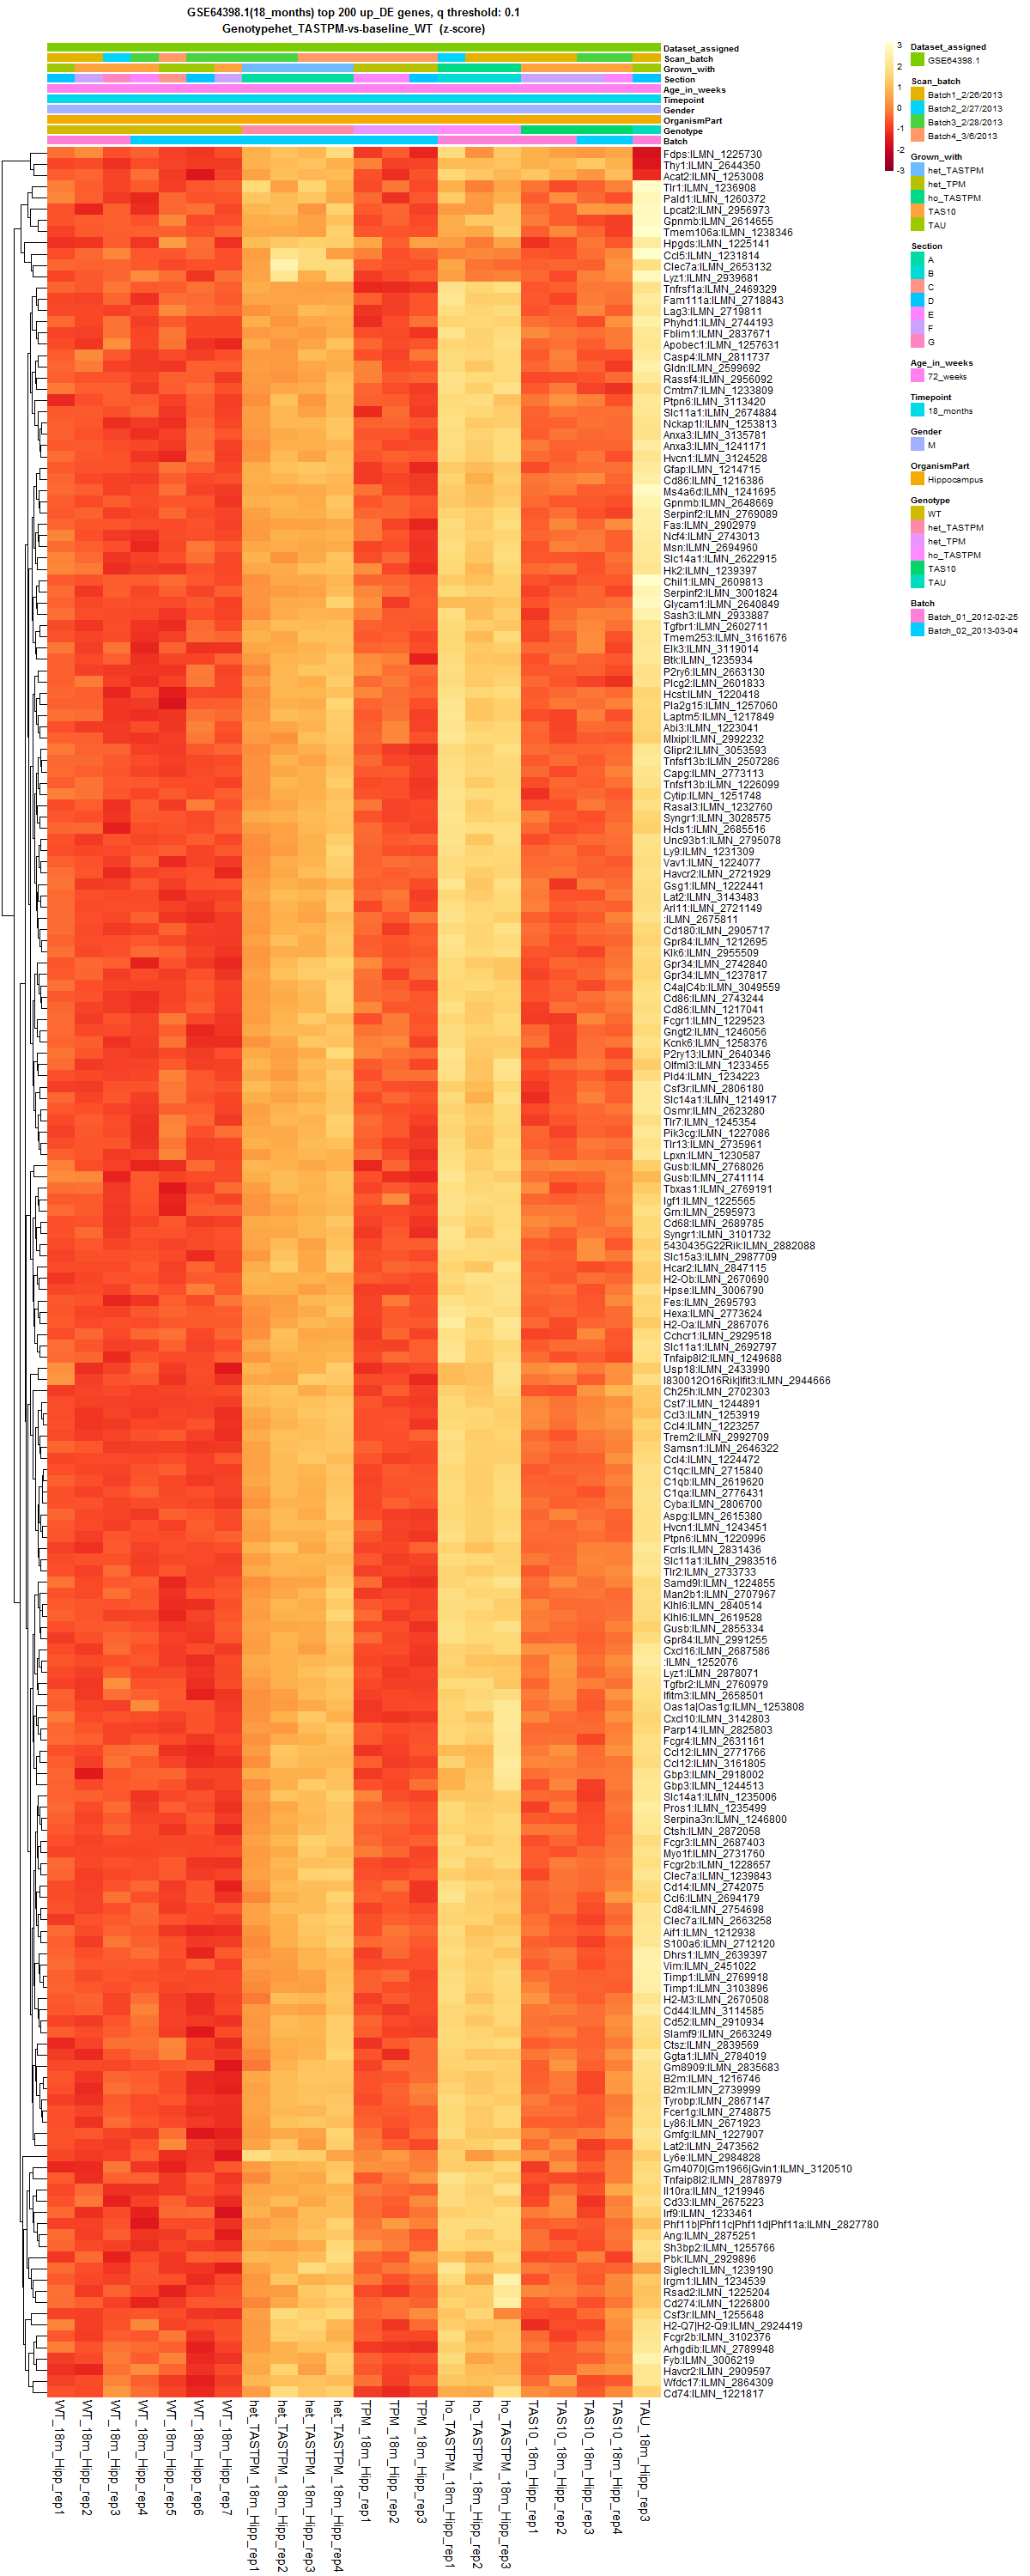 GSE64398.1(18_months) top 200 up_DE genes, q threshold: 0.1
Genotypehet_TASTPM-vs-baseline_WT (z-score)
Dataset_assigned
Scan_batch
Grown_with
Section
Age_in_weeks
Timepoint
Gender
OrganismPart
Genotype
Batch
3
2
1
0
-1
-2
-3
Dataset_assigned
GSE64398.1
Scan_batch
Batch1_2/26/2013
Batch2_2/27/2013
Batch3_2/28/2013
Batch4_3/6/2013
Grown_with
het_TASTPM
het_TPM
ho_TASTPM
TAS10
TAU
Section
A
B
C
D
E
F
G
Age_in_weeks
72_weeks
Timepoint
18_months
Gender
M
OrganismPart
Hippocampus
Genotype
WT
het_TASTPM
het_TPM
ho_TASTPM
TAS10
TAU
Batch
Batch_01_2012-02-25
Batch_02_2013-03-04
Fdps:ILMN_1225730
Thy1:ILMN_2644350
Acat2:ILMN_1253008
Tlr1:ILMN_1236908
Pald1:ILMN_1260372
Lpcat2:ILMN_2956973
Gpnmb:ILMN_2614655
Tmem106a:ILMN_1238346
Hpgds:ILMN_1225141
Ccl5:ILMN_1231814
Clec7a:ILMN_2653132
Lyz1:ILMN_2939681
Tnfrsf1a:ILMN_2469329
Fam111a:ILMN_2718843
Lag3:ILMN_2719811
Phyhd1:ILMN_2744193
Fblim1:ILMN_2837671
Apobec1:ILMN_1257631
Casp4:ILMN_2811737
Gldn:ILMN_2599692
Rassf4:ILMN_2956092
Cmtm7:ILMN_1233809
Ptpn6:ILMN_3113420
Slc11a1:ILMN_2674884
Nckap1l:ILMN_1253813
Anxa3:ILMN_3135781
Anxa3:ILMN_1241171
Hvcn1:ILMN_3124528
Gfap:ILMN_1214715
Cd86:ILMN_1216386
Ms4a6d:ILMN_1241695
Gpnmb:ILMN_2648669
Serpinf2:ILMN_2769089
Fas:ILMN_2902979
Ncf4:ILMN_2743013
Msn:ILMN_2694960
Slc14a1:ILMN_2622915
Hk2:ILMN_1239397
Chil1:ILMN_2609813
Serpinf2:ILMN_3001824
Glycam1:ILMN_2640849
Sash3:ILMN_2933887
Tgfbr1:ILMN_2602711
Tmem253:ILMN_3161676
Elk3:ILMN_3119014
Btk:ILMN_1235934
P2ry6:ILMN_2663130
Plcg2:ILMN_2601833
Hcst:ILMN_1220418
Pla2g15:ILMN_1257060
Laptm5:ILMN_1217849
Abi3:ILMN_1223041
Mlxipl:ILMN_2992232
Glipr2:ILMN_3053593
Tnfsf13b:ILMN_2507286
Capg:ILMN_2773113
Tnfsf13b:ILMN_1226099
Cytip:ILMN_1251748
Rasal3:ILMN_1232760
Syngr1:ILMN_3028575
Hcls1:ILMN_2685516
Unc93b1:ILMN_2795078
Ly9:ILMN_1231309
Vav1:ILMN_1224077
Havcr2:ILMN_2721929
Gsg1:ILMN_1222441
Lat2:ILMN_3143483
Arl11:ILMN_2721149
:ILMN_2675811
Cd180:ILMN_2905717
Gpr84:ILMN_1212695
Klk6:ILMN_2955509
Gpr34:ILMN_2742840
Gpr34:ILMN_1237817
C4a|C4b:ILMN_3049559
Cd86:ILMN_2743244
Cd86:ILMN_1217041
Fcgr1:ILMN_1229523
Gngt2:ILMN_1246056
Kcnk6:ILMN_1258376
P2ry13:ILMN_2640346
Olfml3:ILMN_1233455
Pld4:ILMN_1234223
Csf3r:ILMN_2806180
Slc14a1:ILMN_1214917
Osmr:ILMN_2623280
Tlr7:ILMN_1245354
Pik3cg:ILMN_1227086
Tlr13:ILMN_2735961
Lpxn:ILMN_1230587
Gusb:ILMN_2768026
Gusb:ILMN_2741114
Tbxas1:ILMN_2769191
Igf1:ILMN_1225565
Grn:ILMN_2595973
Cd68:ILMN_2689785
Syngr1:ILMN_3101732
5430435G22Rik:ILMN_2882088
Slc15a3:ILMN_2987709
Hcar2:ILMN_2847115
H2-Ob:ILMN_2670690
Hpse:ILMN_3006790
Fes:ILMN_2695793
Hexa:ILMN_2773624
H2-Oa:ILMN_2867076
Cchcr1:ILMN_2929518
Slc11a1:ILMN_2692797
Tnfaip8l2:ILMN_1249688
Usp18:ILMN_2433990
I830012O16Rik|Ifit3:ILMN_2944666
Ch25h:ILMN_2702303
Cst7:ILMN_1244891
Ccl3:ILMN_1253919
Ccl4:ILMN_1223257
Trem2:ILMN_2992709
Samsn1:ILMN_2646322
Ccl4:ILMN_1224472
C1qc:ILMN_2715840
C1qb:ILMN_2619620
C1qa:ILMN_2776431
Cyba:ILMN_2806700
Aspg:ILMN_2615380
Hvcn1:ILMN_1243451
Ptpn6:ILMN_1220996
Fcrls:ILMN_2831436
Slc11a1:ILMN_2983516
Tlr2:ILMN_2733733
Samd9l:ILMN_1224855
Man2b1:ILMN_2707967
Klhl6:ILMN_2840514
Klhl6:ILMN_2619528
Gusb:ILMN_2855334
Gpr84:ILMN_2991255
Cxcl16:ILMN_2687586
:ILMN_1252076
Lyz1:ILMN_2878071
Tgfbr2:ILMN_2760979
Ifitm3:ILMN_2658501
Oas1a|Oas1g:ILMN_1253808
Cxcl10:ILMN_3142803
Parp14:ILMN_2825803
Fcgr4:ILMN_2631161
Ccl12:ILMN_2771766
Ccl12:ILMN_3161805
Gbp3:ILMN_2918002
Gbp3:ILMN_1244513
Slc14a1:ILMN_1235006
Pros1:ILMN_1235499
Serpina3n:ILMN_1246800
Ctsh:ILMN_2872058
Fcgr3:ILMN_2687403
Myo1f:ILMN_2731760
Fcgr2b:ILMN_1228657
Clec7a:ILMN_1239843
Cd14:ILMN_2742075
Ccl6:ILMN_2694179
Cd84:ILMN_2754698
Clec7a:ILMN_2663258
Aif1:ILMN_1212938
S100a6:ILMN_2712120
Dhrs1:ILMN_2639397
Vim:ILMN_2451022
Timp1:ILMN_2769918
Timp1:ILMN_3103896
H2-M3:ILMN_2670508
Cd44:ILMN_3114585
Cd52:ILMN_2910934
Slamf9:ILMN_2663249
Ctsz:ILMN_2839569
Ggta1:ILMN_2784019
Gm8909:ILMN_2835683
B2m:ILMN_1216746
B2m:ILMN_2739999
Tyrobp:ILMN_2867147
Fcer1g:ILMN_2748875
Ly86:ILMN_2671923
Gmfg:ILMN_1227907
Lat2:ILMN_2473562
Ly6e:ILMN_2984828
Gm4070|Gm1966|Gvin1:ILMN_3120510
Tnfaip8l2:ILMN_2878979
Il10ra:ILMN_1219946
Cd33:ILMN_2675223
Irf9:ILMN_1233461
Phf11b|Phf11c|Phf11d|Phf11a:ILMN_2827780
Ang:ILMN_2875251
Sh3bp2:ILMN_1255766
Pbk:ILMN_2929896
Siglech:ILMN_1239190
Irgm1:ILMN_1234539
Rsad2:ILMN_1225204
Cd274:ILMN_1226800
Csf3r:ILMN_1255648
H2-Q7|H2-Q9:ILMN_2924419
Fcgr2b:ILMN_3102376
Arhgdib:ILMN_2789948
Fyb:ILMN_3006219
Havcr2:ILMN_2909597
Wfdc17:ILMN_2864309
Cd74:ILMN_1221817
WT_18m_Hipp_rep1
WT_18m_Hipp_rep2
WT_18m_Hipp_rep3
WT_18m_Hipp_rep4
WT_18m_Hipp_rep5
WT_18m_Hipp_rep6
WT_18m_Hipp_rep7
het_TASTPM_18m_Hipp_rep1
het_TASTPM_18m_Hipp_rep2
het_TASTPM_18m_Hipp_rep3
het_TASTPM_18m_Hipp_rep4
TPM_18m_Hipp_rep1
TPM_18m_Hipp_rep2
TPM_18m_Hipp_rep3
ho_TASTPM_18m_Hipp_rep1
ho_TASTPM_18m_Hipp_rep2
ho_TASTPM_18m_Hipp_rep3
TAS10_18m_Hipp_rep1
TAS10_18m_Hipp_rep2
TAS10_18m_Hipp_rep3
TAS10_18m_Hipp_rep4
TAU_18m_Hipp_rep3